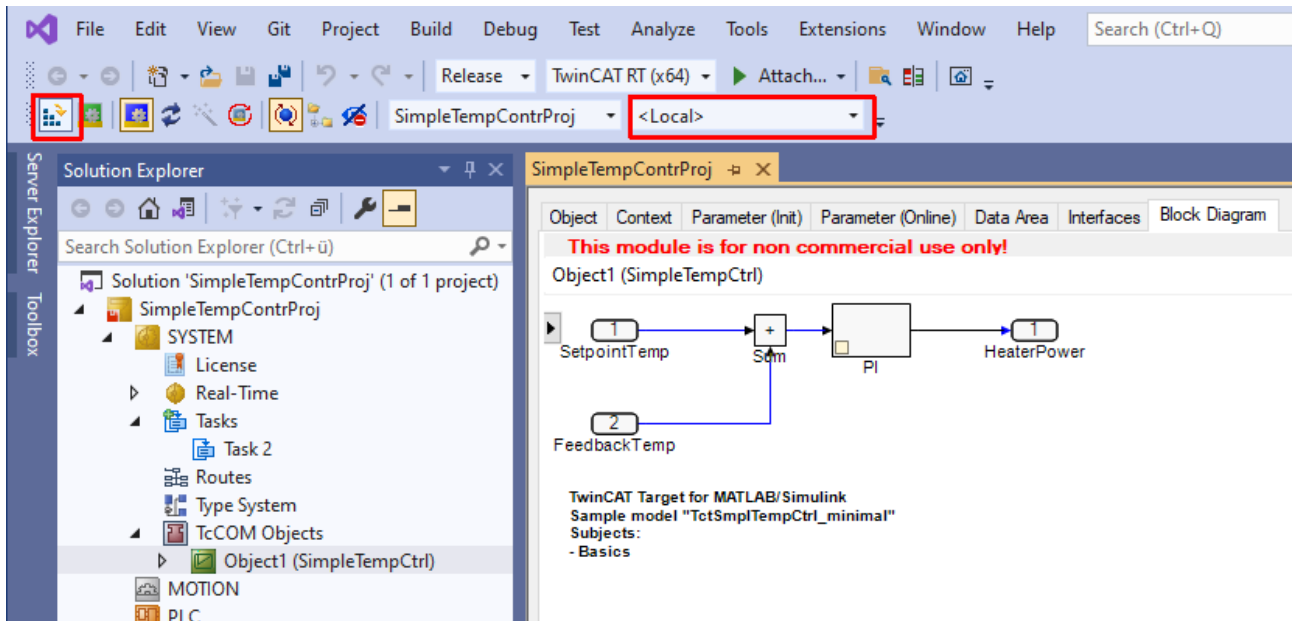 File Edit View Git Project Build Debug Test Analyze Tools Extensions Window Help Search (Ctrl+Q)
Release TwinCAT RT (x64) Attach...
SimpleTempContrProj <Local>
Server Explorer
Toolbox
Solution Explorer
Search Solution Explorer (Ctrl+ü)
Solution 'SimpleTempContrProj' (1 of 1 project)
SimpleTempContrProj
SYSTEM
License
Real-Time
Tasks
Task 2
Routes
Type System
TcCOM Objects
Object1 (SimpleTempCtrl)
MOTION
PLC
SimpleTempContrProj
Object Context Parameter (Init) Parameter (Online) Data Area Interfaces Block Diagram
This module is for non commercial use only!
Object1 (SimpleTempCtrl)
1 + 1
SetpointTemp Sum PI HeaterPower
2
FeedbackTemp
TwinCAT Target for MATLAB/Simulink
Sample model "TctSmplTempCtrl_minimal"
Subjects:
- Basics